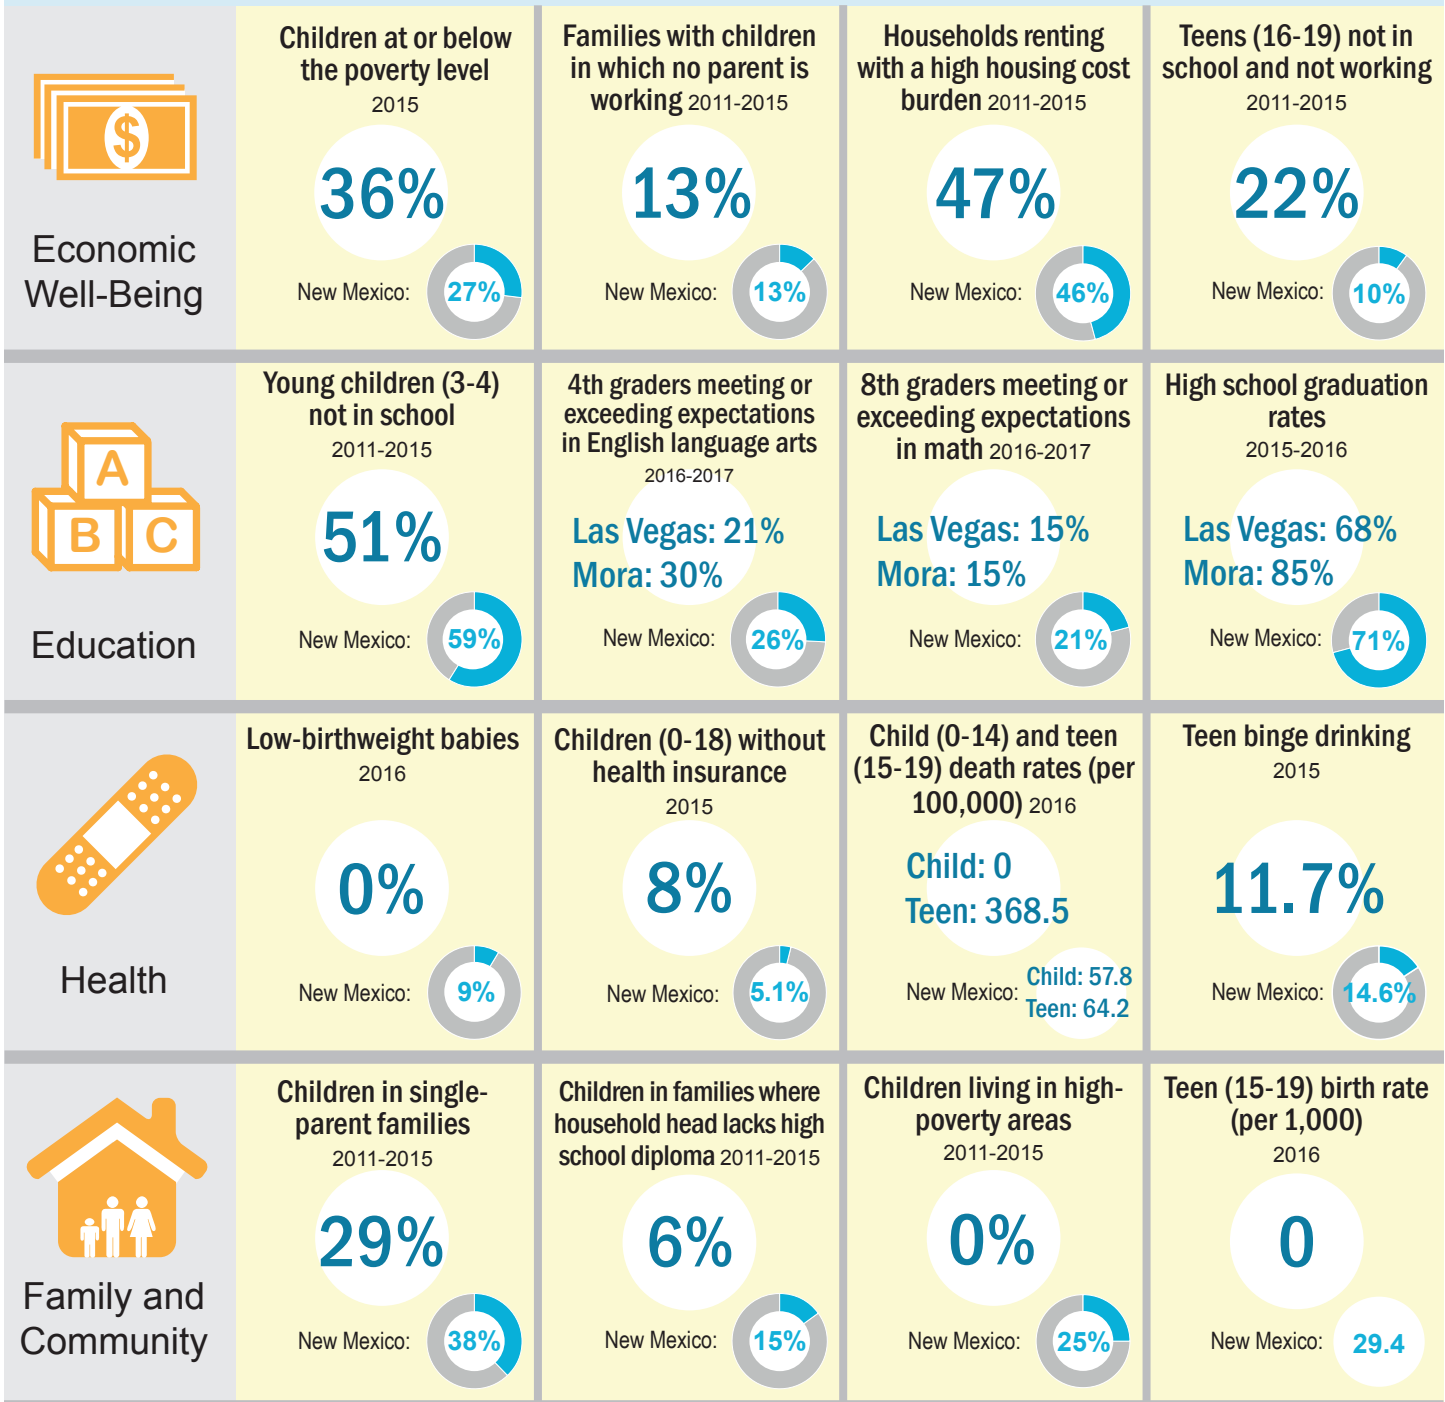 Economic
Well-Being
Children at or below
the poverty level
2015
36%
New Mexico: 27%
Families with children
in which no parent is
working 2011-2015
13%
New Mexico: 13%
Households renting
with a high housing cost
burden 2011-2015
47%
New Mexico: 46%
Teens (16-19) not in
school and not working
2011-2015
22%
New Mexico: 10%
A
B C
Education
Young children (3-4)
not in school
2011-2015
51%
New Mexico: 59%
4th graders meeting or
exceeding expectations
in English language arts
2016-2017
Las Vegas: 21%
Mora: 30%
New Mexico: 26%
8th graders meeting or
exceeding expectations
in math 2016-2017
Las Vegas: 15%
Mora: 15%
New Mexico: 21%
High school graduation
rates
2015-2016
Las Vegas: 68%
Mora: 85%
New Mexico: 71%
Health
Low-birthweight babies
2016
0%
New Mexico: 9%
Children (0-18) without
health insurance
2015
8%
New Mexico: 5.1%
Child (0-14) and teen
(15-19) death rates (per
100,000) 2016
Child: 0
Teen: 368.5
New Mexico: Child: 57.8
Teen: 64.2
Teen binge drinking
2015
11.7%
New Mexico: 14.6%
Family and
Community
Children in single-
parent families
2011-2015
29%
New Mexico: 38%
Children in families where
household head lacks high
school diploma 2011-2015
6%
New Mexico: 15%
Children living in high-
poverty areas
2011-2015
0%
New Mexico: 25%
Teen (15-19) birth rate
(per 1,000)
2016
0
New Mexico: 29.4